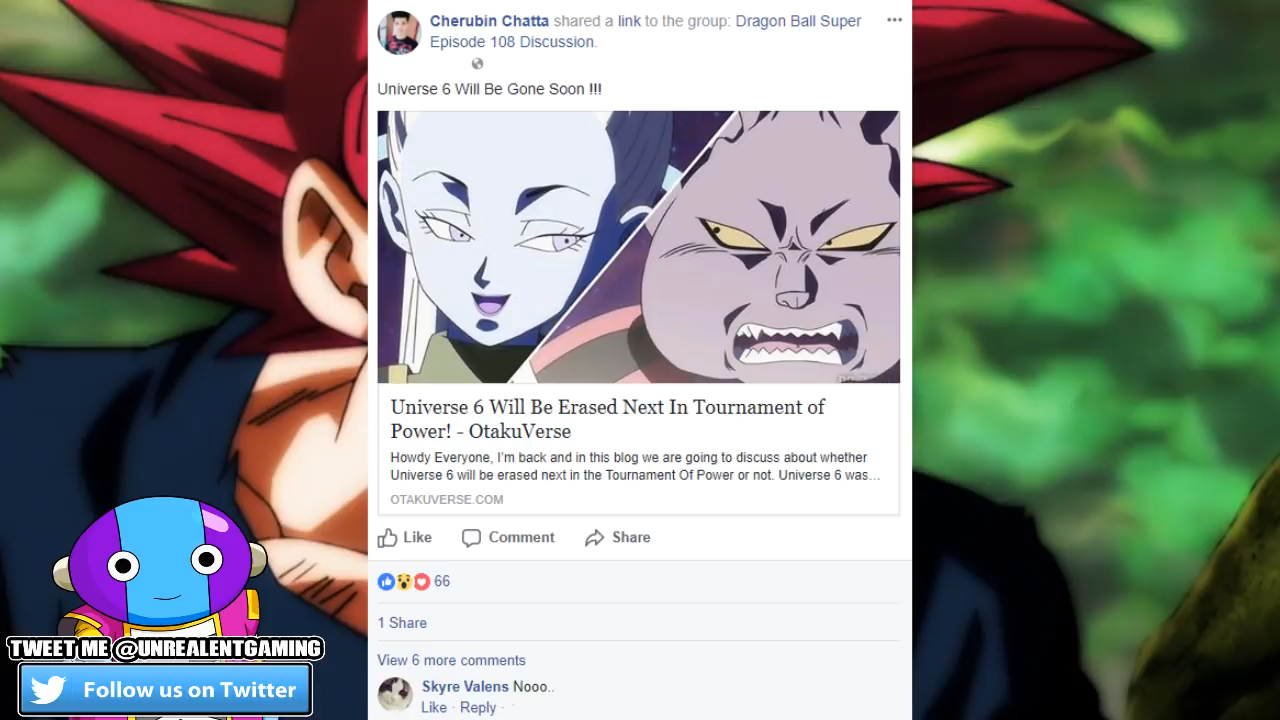 Cherubin Chatta shared a link to the group: Dragon Ball Super
Episode 108 Discussion.
Universe 6 Will Be Gone Soon !!!
Universe 6 Will Be Erased Next In Tournament of
Power! - OtakuVerse
Howdy Everyone, I'm back and in this blog we are going to discuss about whether
Universe 6 will be erased next in the Tournament Of Power or not. Universe 6 was...
OTAKUVERSE.COM
Like Comment Share
66
1 Share
View 6 more comments
Skyre Valens Nooo..
Like · Reply ·
TWEET ME @UNREALENTGAMING
Follow us on Twitter